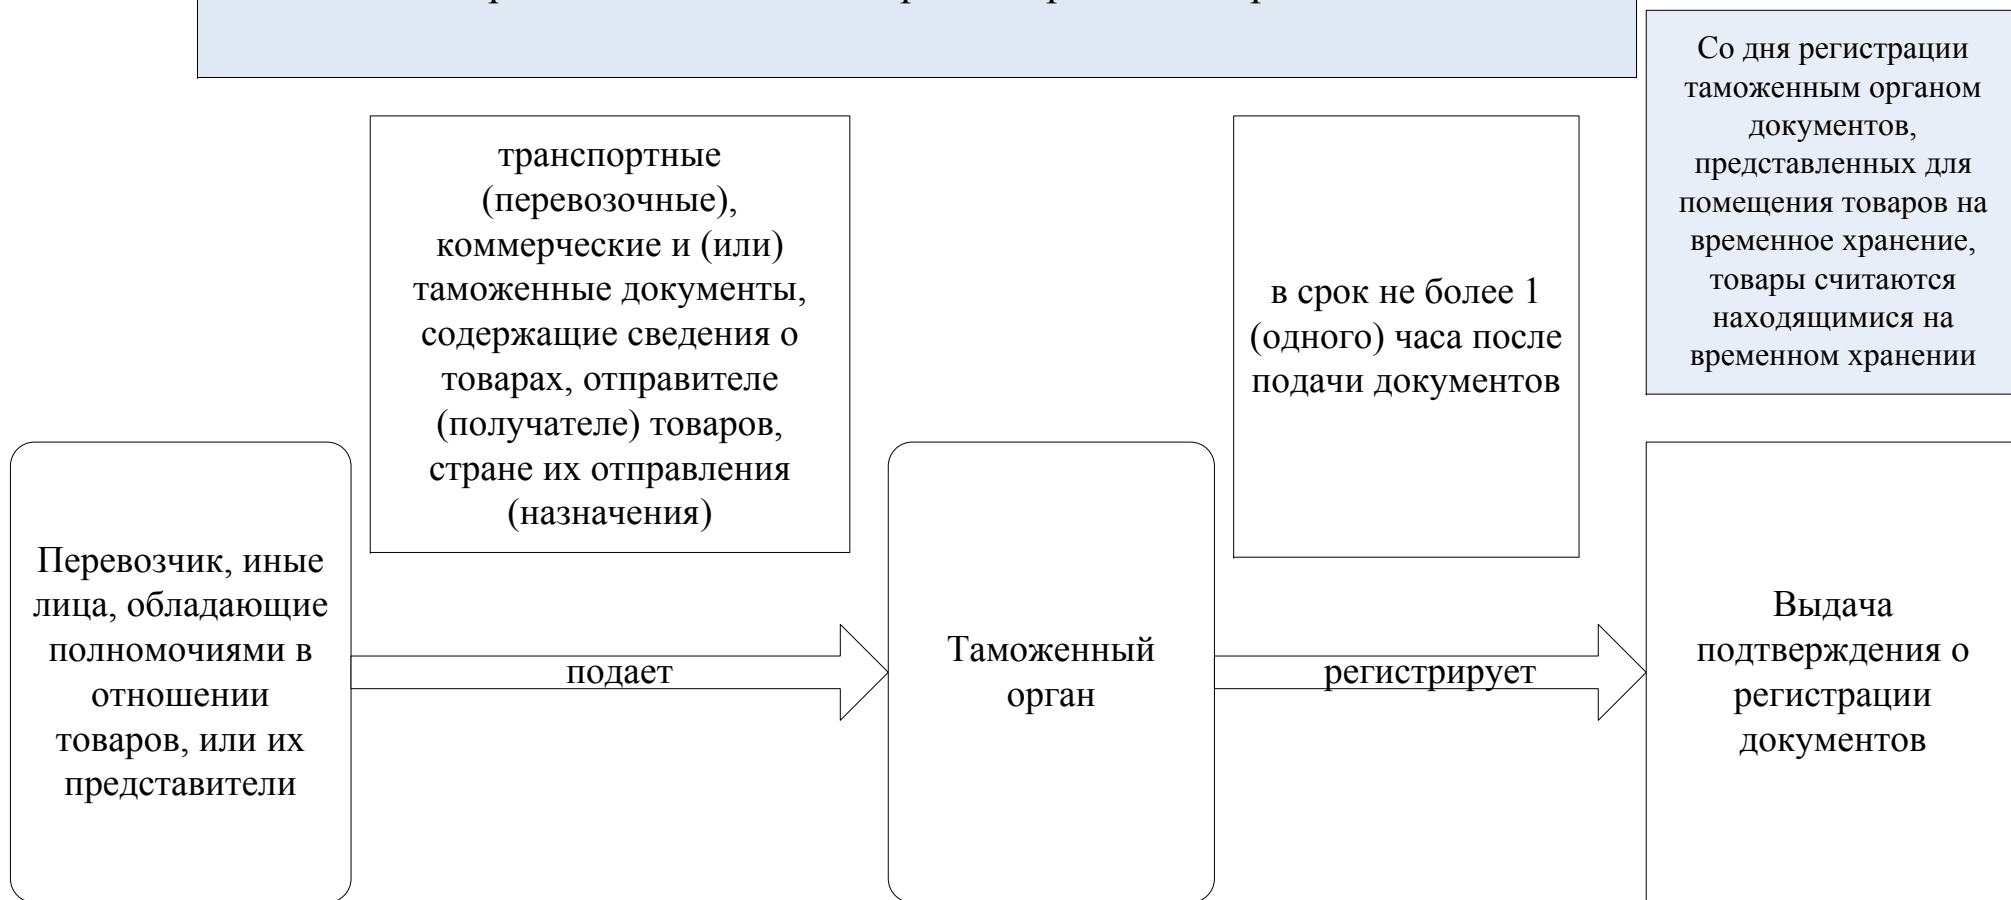 Со дня регистрации
таможенным органом
документов,
представленных для
помещения товаров на
временное хранение,
товары считаются
находящимися на
временном хранении
транспортные
(перевозочные),
коммерческие и (или)
таможенные документы,
содержащие сведения о
товарах, отправителе
(получателе) товаров,
стране их отправления
(назначения)
в срок не более 1
(одного) часа после
подачи документов
Перевозчик, иные
лица, обладающие
полномочиями в
отношении
товаров, или их
представители
подает
Таможенный
орган
регистрирует
Выдача
подтверждения о
регистрации
документов